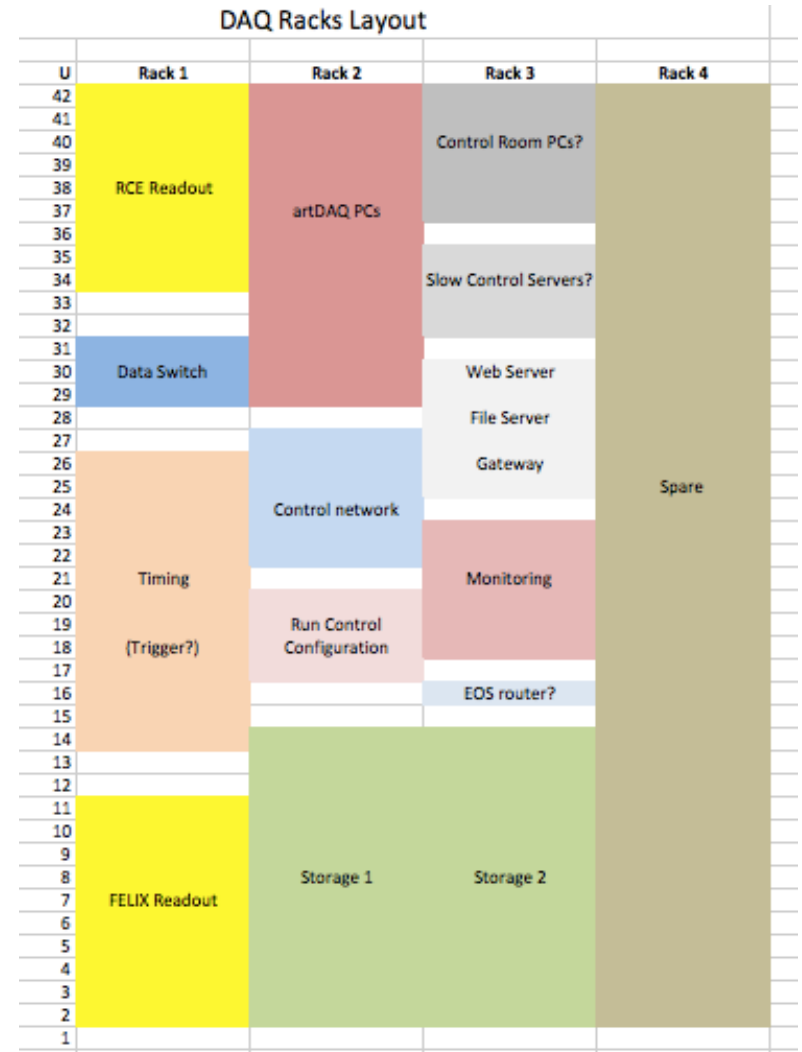 DAQ Racks Layout
U Rack 1 Rack 2 Rack 3 Rack 4
42
41
40 Control Room PCs?
39
38 RCE Readout
37 artDAQ PCs
36
35
34 Slow Control Servers?
33
32
31
30 Data Switch Web Server
29
28 File Server
27
26 Gateway
25 Spare
24 Control network
23
22
21 Timing Monitoring
20
19 Run Control
18 (Trigger?) Configuration
17
16 EOS router?
15
14
13
12
11
10
9
8 Storage 1 Storage 2
7 FELIX Readout
6
5
4
3
2
1